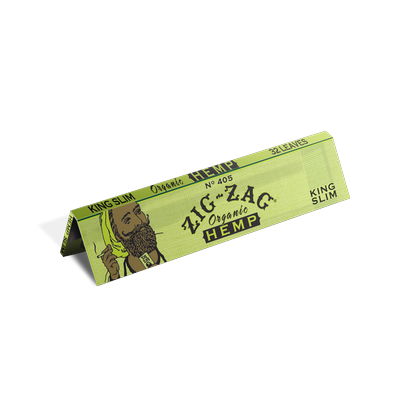 KING SLIM
Organic HEMP
32 LEAVES
Nº 405
ZIG-ZAG®
Organic
HEMP
KING
SLIM